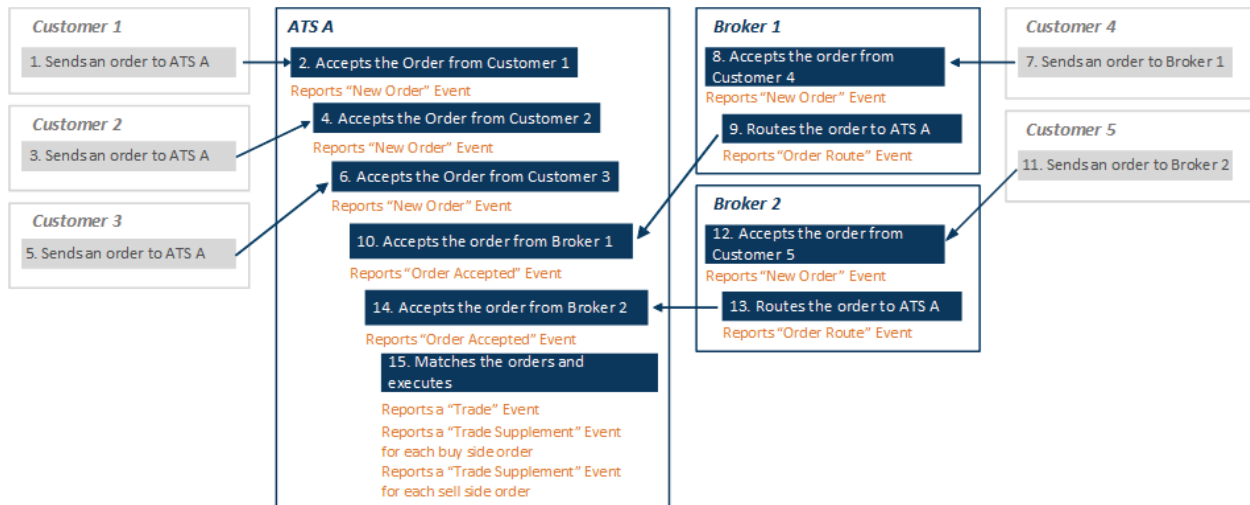 Customer 1
1. Sends an order to ATS A
Customer 2
3. Sends an order to ATS A
Customer 3
5. Sends an order to ATS A
ATS A
2. Accepts the Order from Customer 1
Reports “New Order” Event
4. Accepts the Order from Customer 2
Reports “New Order” Event
6. Accepts the Order from Customer 3
Reports “New Order” Event
10. Accepts the order from Broker 1
Reports “Order Accepted” Event
14. Accepts the order from Broker 2
Reports “Order Accepted” Event
15. Matches the orders and
executes
Reports a “Trade” Event
Reports a “Trade Supplement” Event
for each buy side order
Reports a “Trade Supplement” Event
for each sell side order
Broker 1
8. Accepts the order from
Customer 4
Reports “New Order” Event
9. Routes the order to ATS A
Reports “Order Route” Event
Broker 2
12. Accepts the order from
Customer 5
Reports “New Order” Event
13. Routes the order to ATS A
Reports “Order Route” Event
Customer 4
7. Sends an order to Broker 1
Customer 5
11. Sends an order to Broker 2